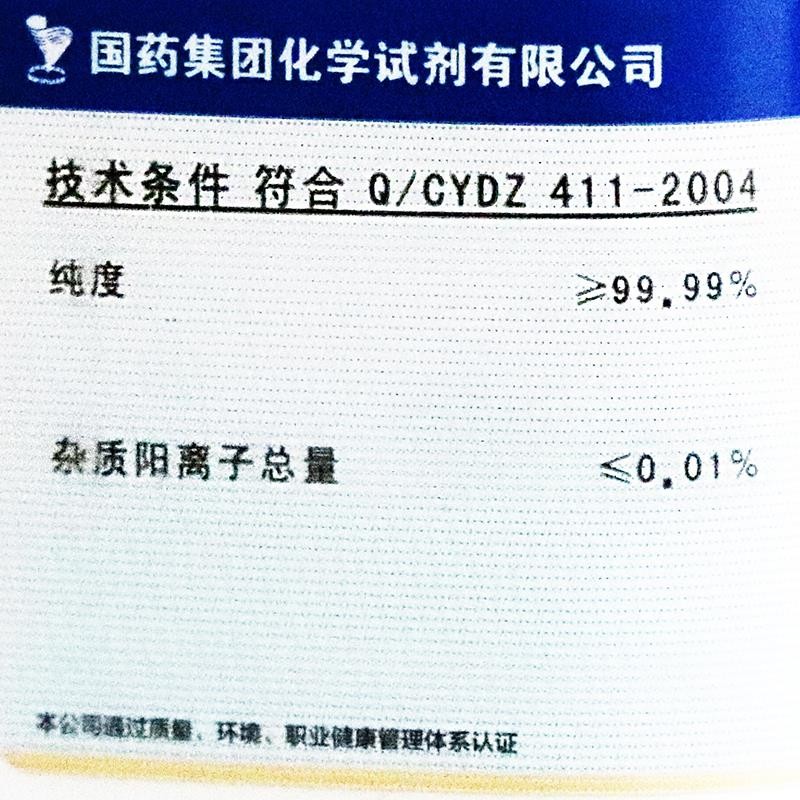 国药集团化学试剂有限公司
技术条件 符合 Q/CYDZ 411-2004
纯度 ≥99.99%
杂质阳离子总量 ≤0.01%
本公司通过质量、环境、职业健康管理体系认证